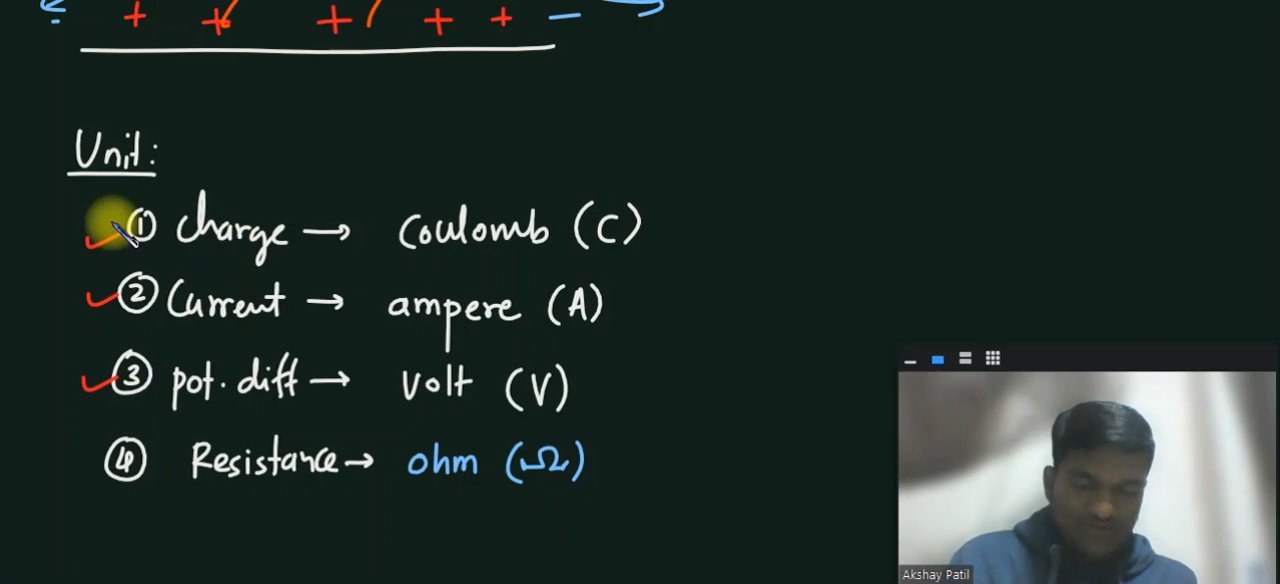 + + + + + −
Unit:
① Charge → Coulomb (C)
② Current → ampere (A)
③ pot. diff → Volt (V)
④ Resistance → ohm (Ω)
Akshay Patil